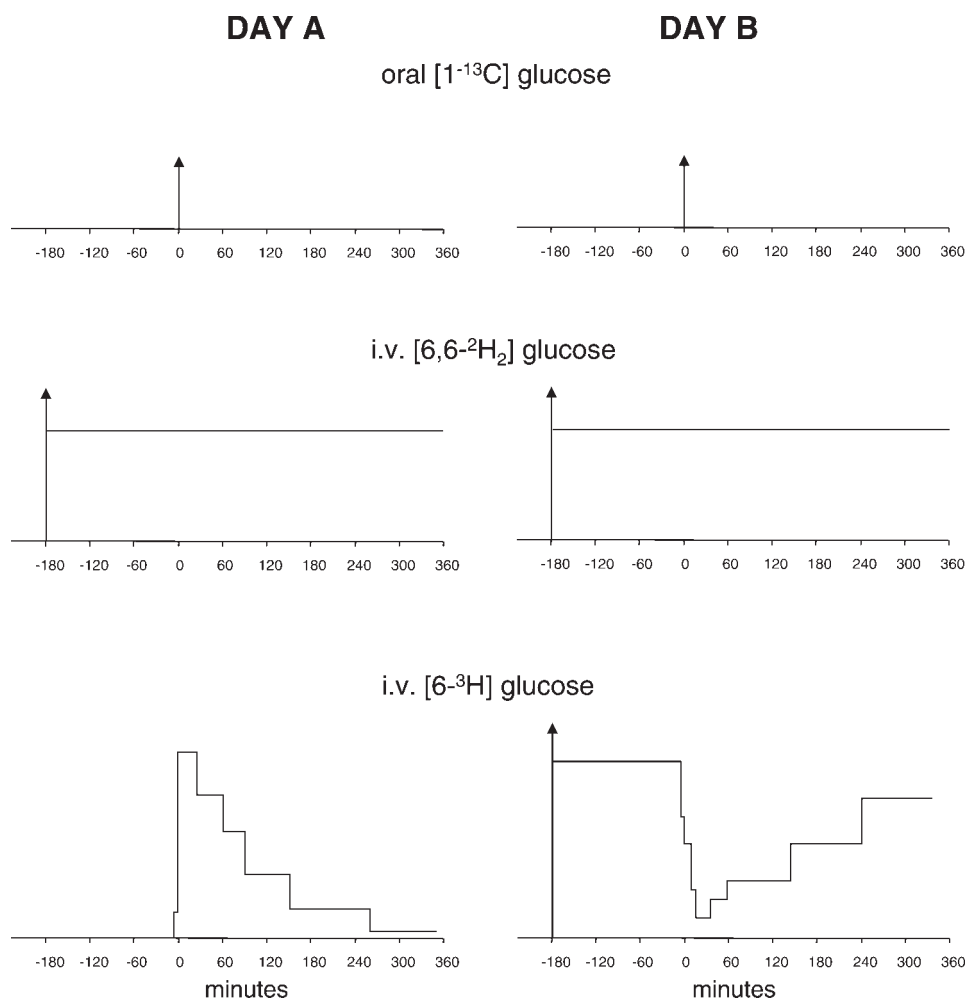 DAY A DAY B
oral [1-¹³C] glucose
-180 -120 -60 0 60 120 180 240 300 360 -180 -120 -60 0 60 120 180 240 300 360
i.v. [6,6-²H₂] glucose
-180 -120 -60 0 60 120 180 240 300 360 -180 -120 -60 0 60 120 180 240 300 360
i.v. [6-³H] glucose
-180 -120 -60 0 60 120 180 240 300 360 -180 -120 -60 0 60 120 180 240 300 360
minutes minutes